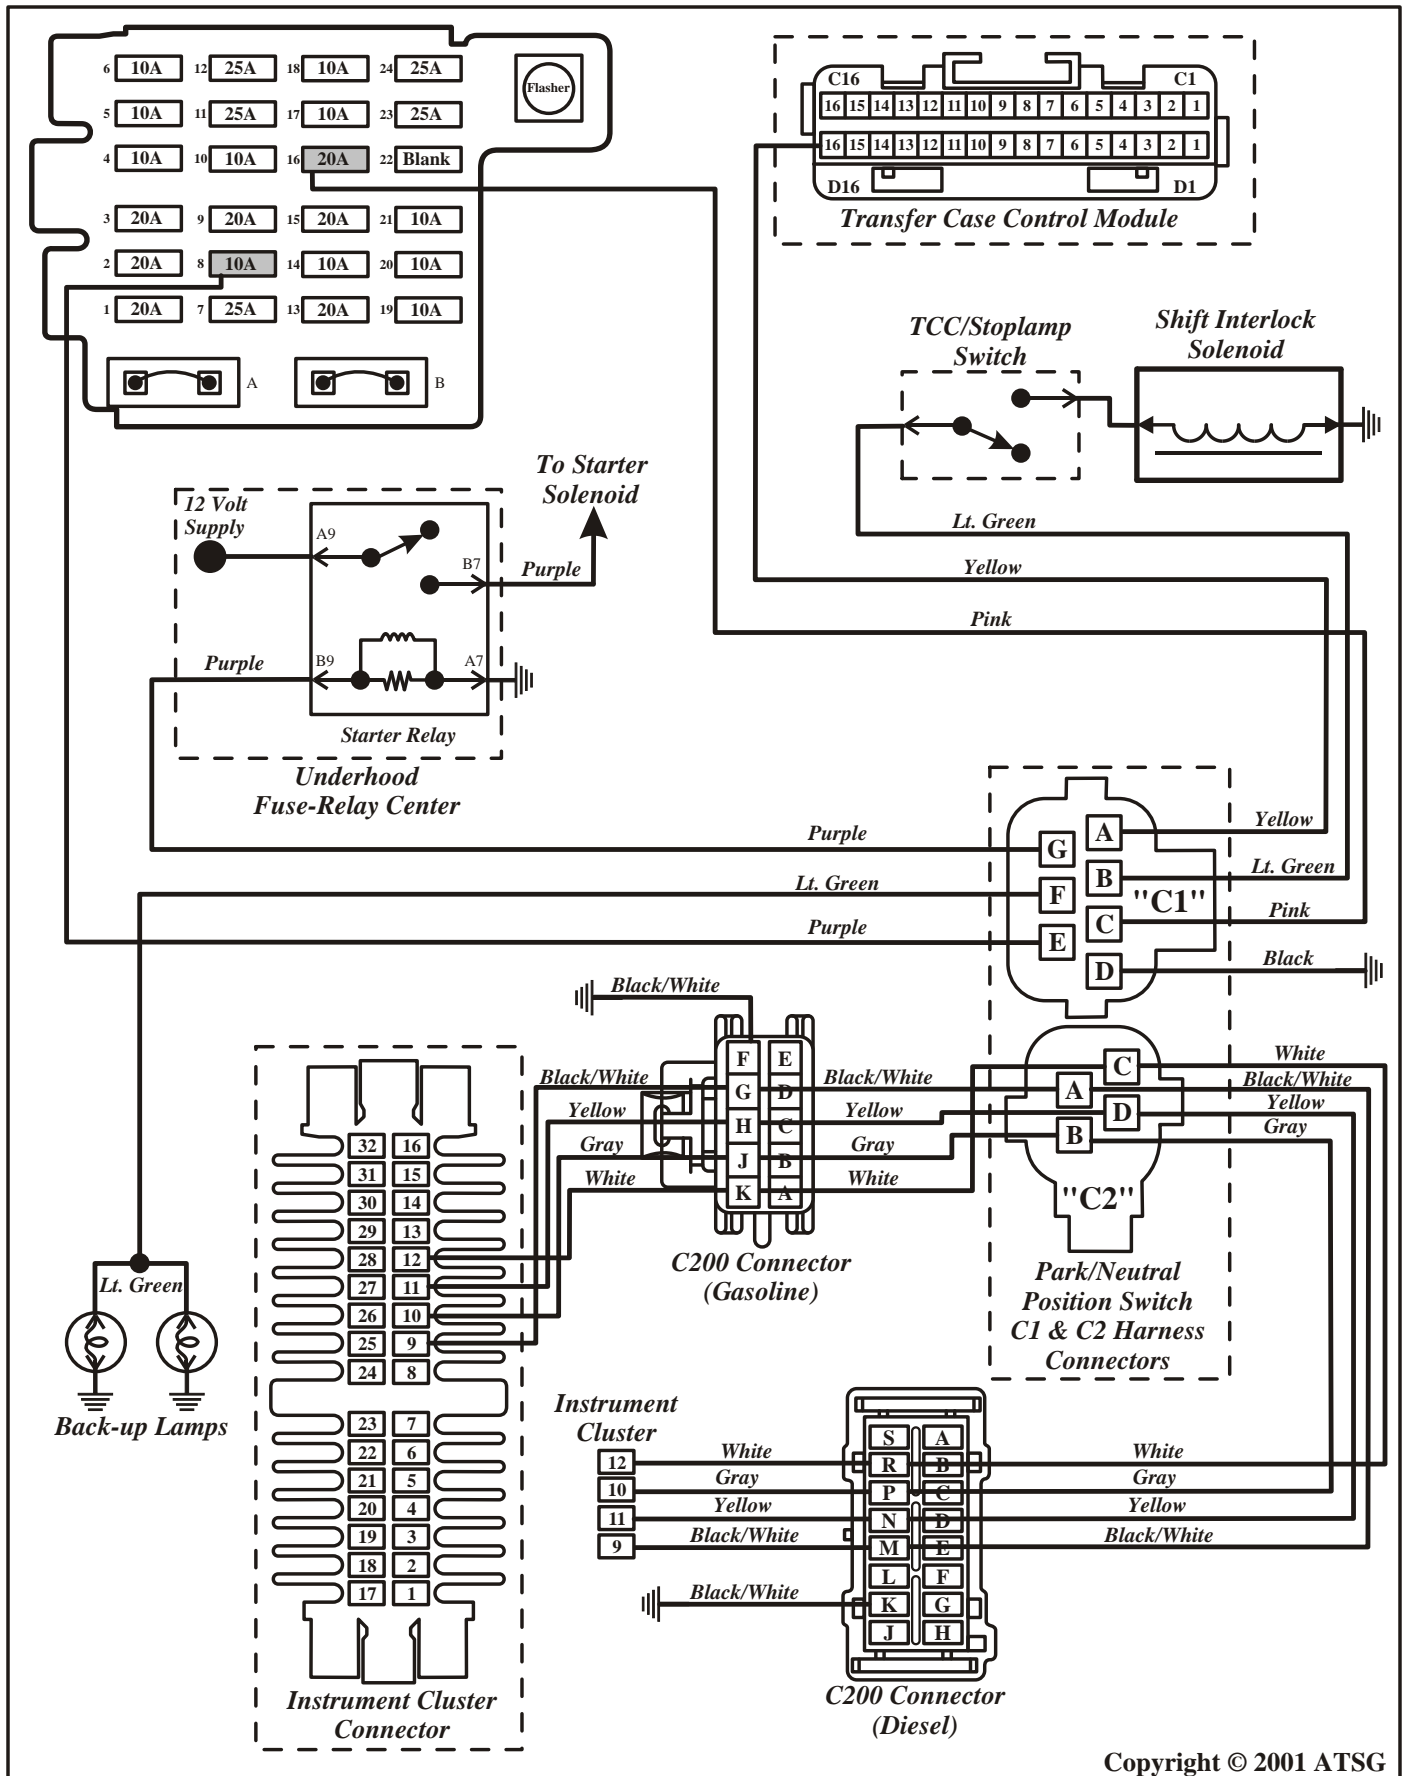 6 10A 12 25A 18 10A 24 25A
Flasher
5 10A 11 25A 17 10A 23 25A
4 10A 10 10A 16 20A 22 Blank
3 20A 9 20A 15 20A 21 10A
2 20A 8 10A 14 10A 20 10A
1 20A 7 25A 13 20A 19 10A
A B
C16 C1
16 15 14 13 12 11 10 9 8 7 6 5 4 3 2 1
16 15 14 13 12 11 10 9 8 7 6 5 4 3 2 1
D16 D1
Transfer Case Control Module
TCC/Stoplamp
Switch
Shift Interlock
Solenoid
To Starter
Solenoid
12 Volt
Supply
A9
B7
Purple
Lt. Green
Yellow
Pink
Purple
B9 A7
Starter Relay
Underhood
Fuse-Relay Center
Purple
Lt. Green
Purple
G
F
E
A
B
C
D
"C1"
Yellow
Lt. Green
Pink
Black
Black/White
F E
G D
H C
J B
K A
Black/White
Yellow
Gray
White
Black/White
Yellow
Gray
White
C200 Connector
(Gasoline)
C
A
D
B
"C2"
White
Black/White
Yellow
Gray
Park/Neutral
Position Switch
C1 & C2 Harness
Connectors
32 16
31 15
30 14
29 13
28 12
27 11
26 10
25 9
24 8
23 7
22 6
21 5
20 4
19 3
18 2
17 1
Instrument Cluster
Connector
Lt. Green
Back-up Lamps
Instrument
Cluster
12 White
10 Gray
11 Yellow
9 Black/White
Black/White
S A
R B
P C
N D
M E
L F
K G
J H
White
Gray
Yellow
Black/White
C200 Connector
(Diesel)
Copyright © 2001 ATSG